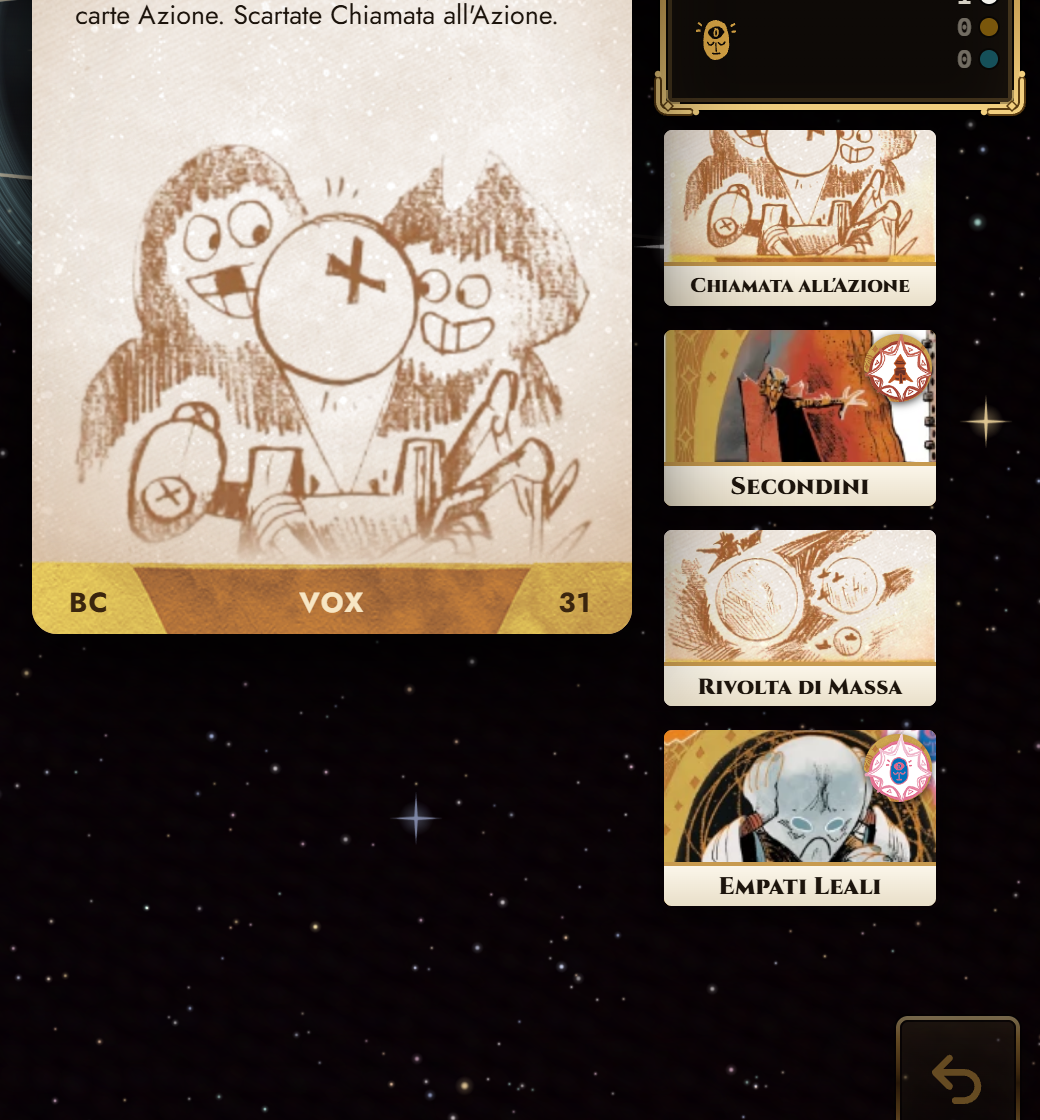 carte Azione. Scartate Chiamata all'Azione.
BC VOX 31
0
0
Chiamata all'Azione
Secondini
Rivolta di Massa
Empati Leali